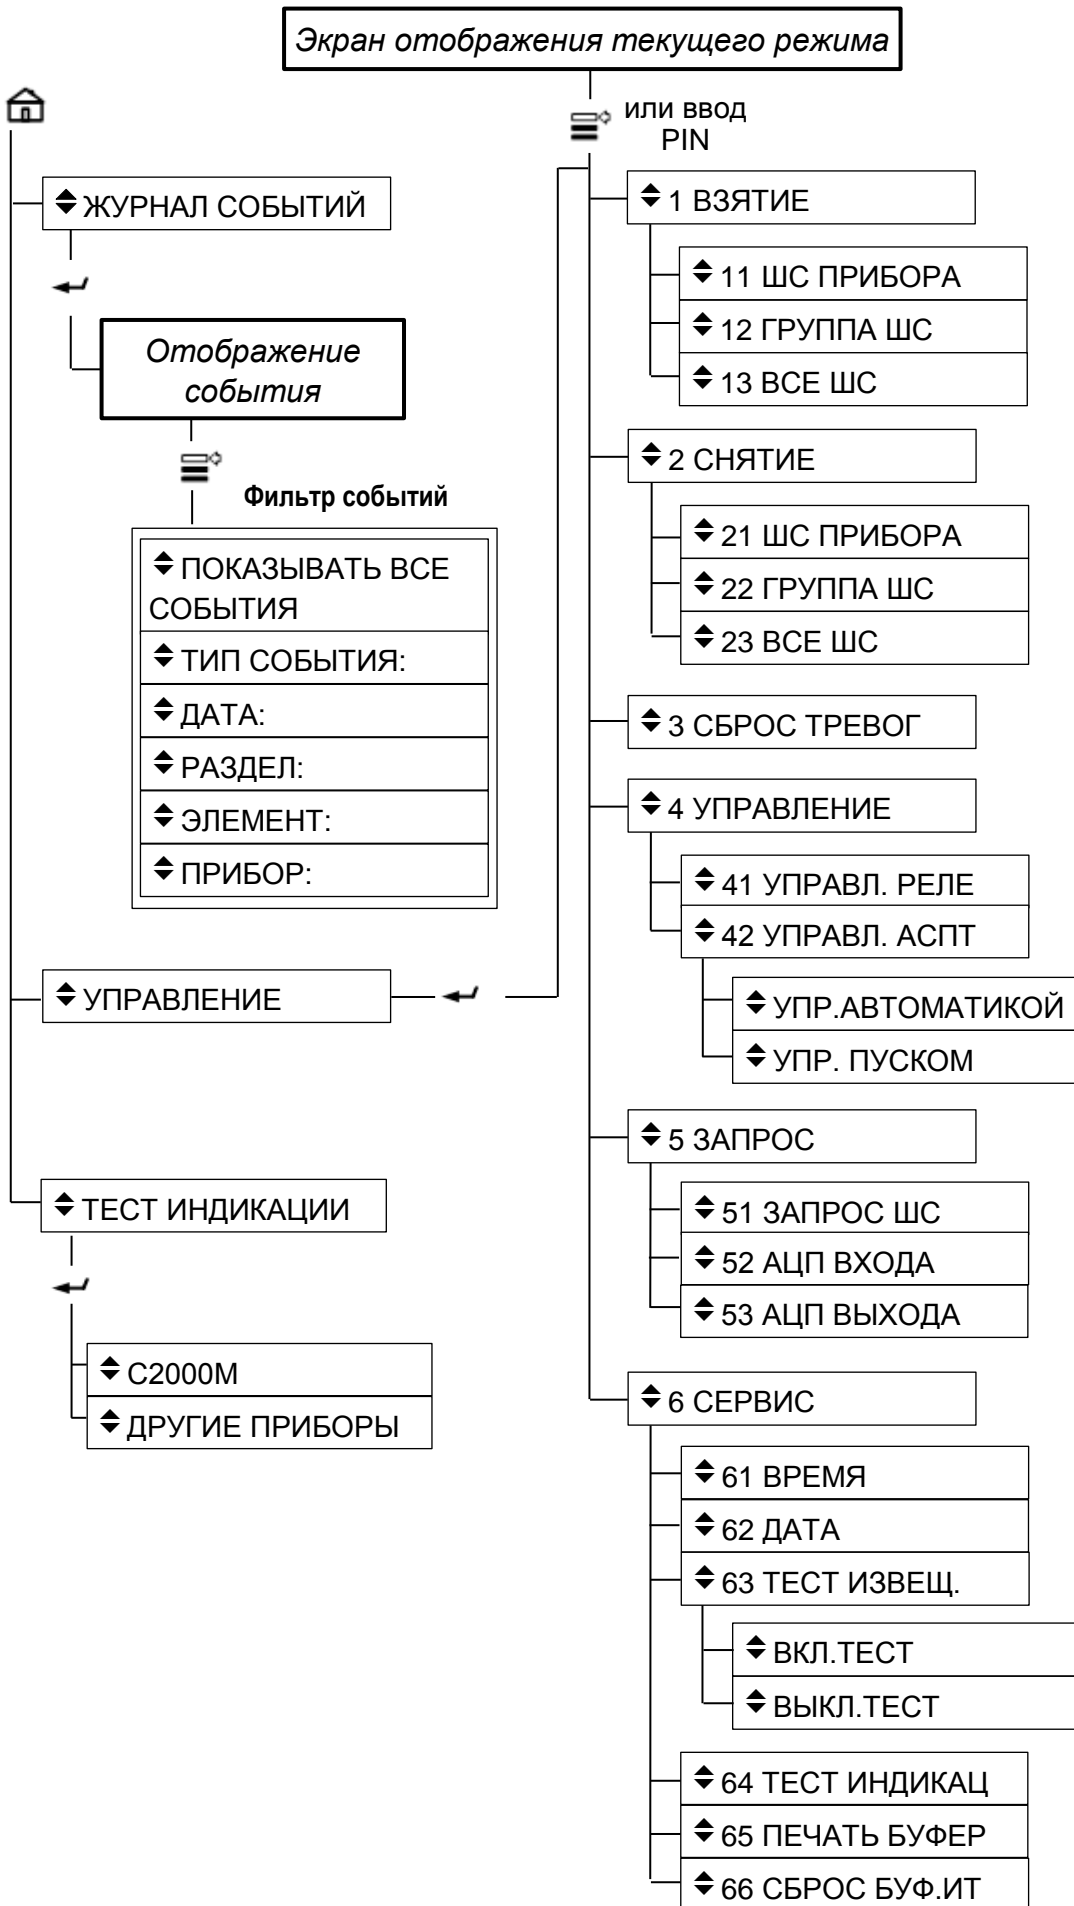 Экран отображения текущего режима
или ввод
PIN
ЖУРНАЛ СОБЫТИЙ
Отображение
события
Фильтр событий
ПОКАЗЫВАТЬ ВСЕ
СОБЫТИЯ
ТИП СОБЫТИЯ:
ДАТА:
РАЗДЕЛ:
ЭЛЕМЕНТ:
ПРИБОР:
УПРАВЛЕНИЕ
ТЕСТ ИНДИКАЦИИ
С2000М
ДРУГИЕ ПРИБОРЫ
1 ВЗЯТИЕ
11 ШС ПРИБОРА
12 ГРУППА ШС
13 ВСЕ ШС
2 СНЯТИЕ
21 ШС ПРИБОРА
22 ГРУППА ШС
23 ВСЕ ШС
3 СБРОС ТРЕВОГ
4 УПРАВЛЕНИЕ
41 УПРАВЛ. РЕЛЕ
42 УПРАВЛ. АСПТ
УПР.АВТОМАТИКОЙ
УПР. ПУСКОМ
5 ЗАПРОС
51 ЗАПРОС ШС
52 АЦП ВХОДА
53 АЦП ВЫХОДА
6 СЕРВИС
61 ВРЕМЯ
62 ДАТА
63 ТЕСТ ИЗВЕЩ.
ВКЛ.ТЕСТ
ВЫКЛ.ТЕСТ
64 ТЕСТ ИНДИКАЦ
65 ПЕЧАТЬ БУФЕР
66 СБРОС БУФ.ИТ